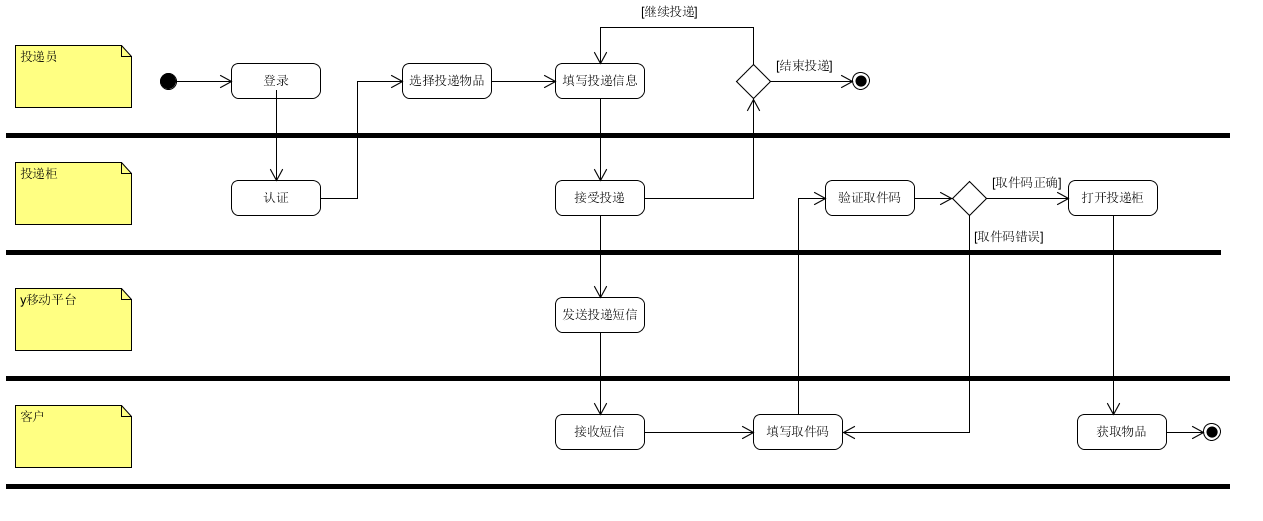 [继续投递]
投递员
登录
选择投递物品
填写投递信息
[结束投递]
投递柜
认证
接受投递
验证取件码
[取件码正确]
打开投递柜
[取件码错误]
y移动平台
发送投递短信
客户
接收短信
填写取件码
获取物品